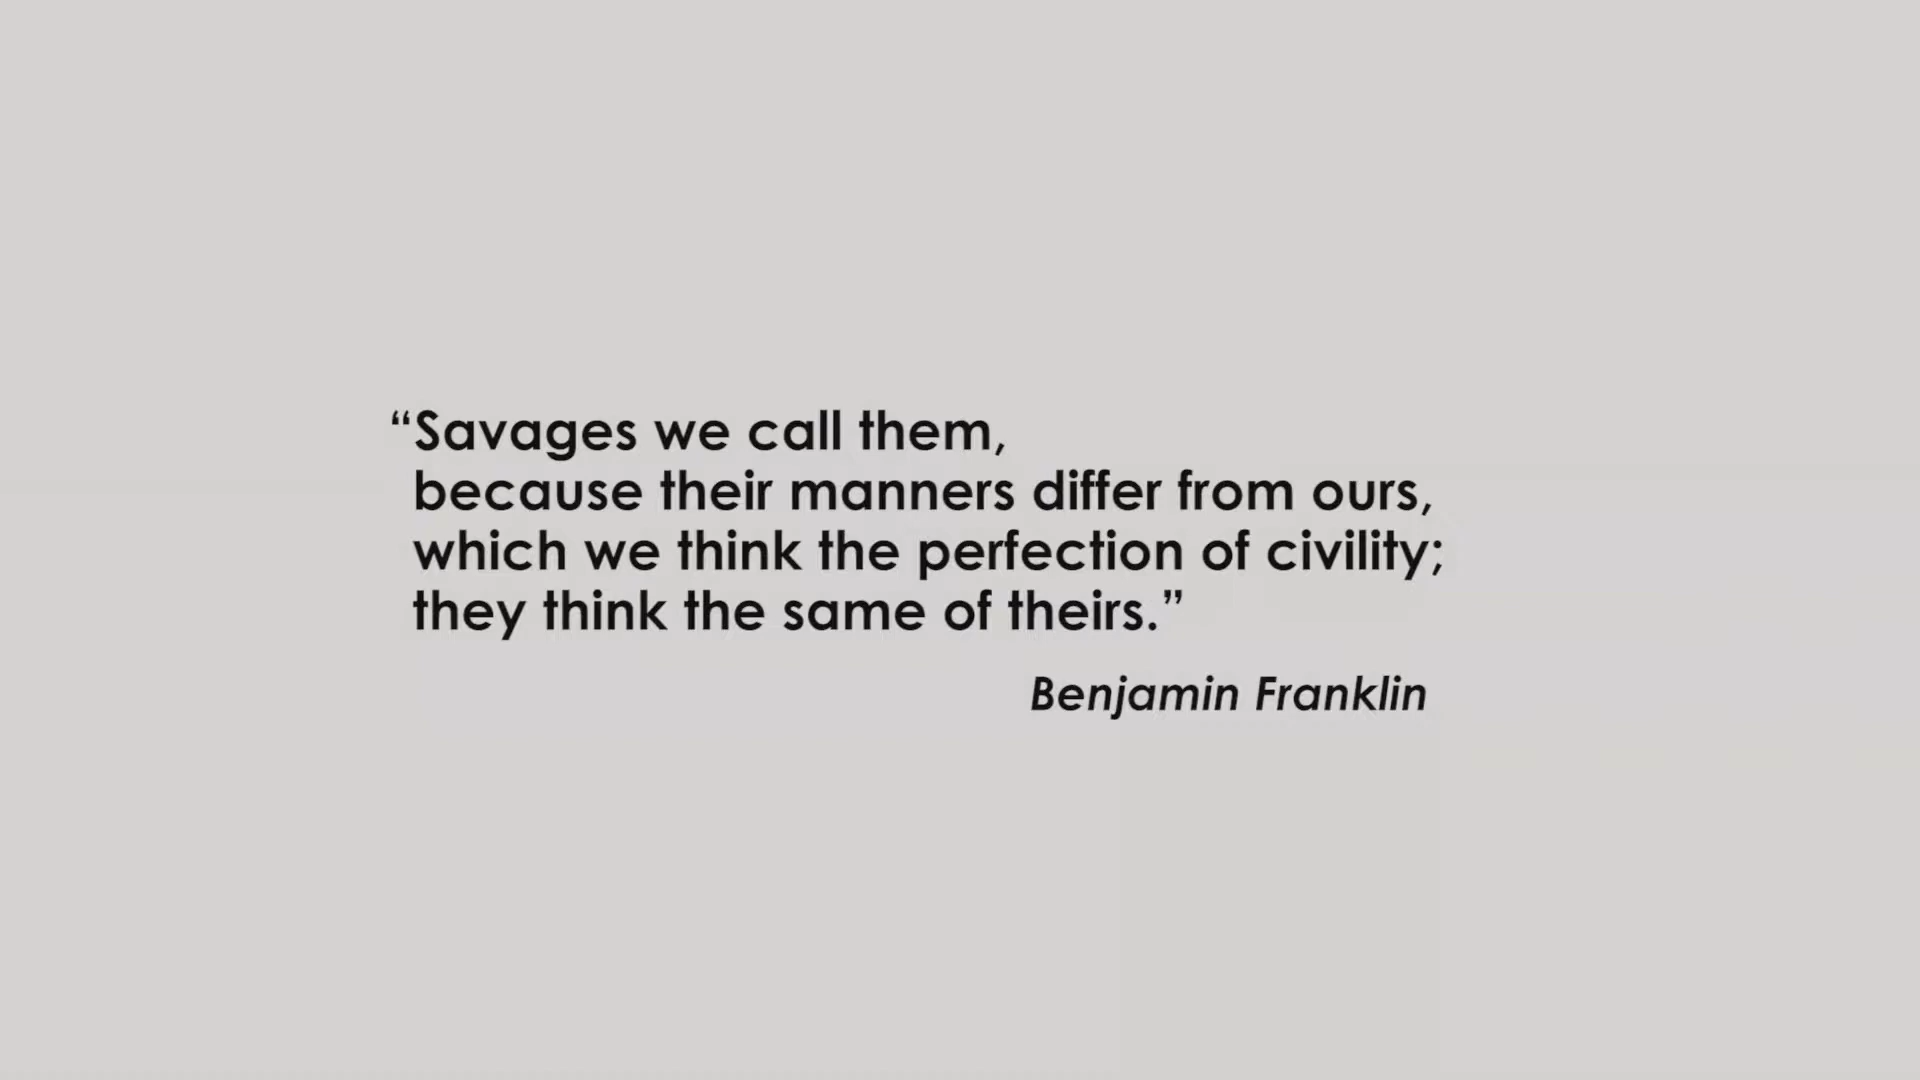 “Savages we call them,
because their manners differ from ours,
which we think the perfection of civility;
they think the same of theirs.”
Benjamin Franklin